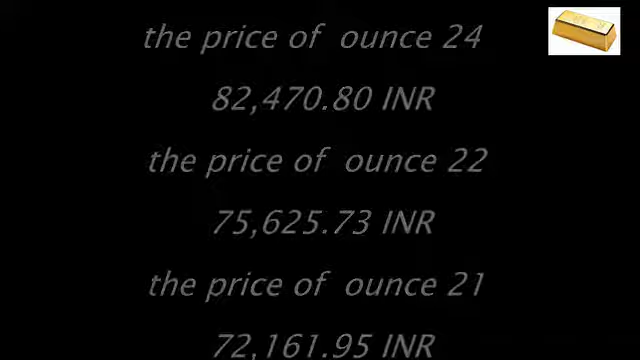 the price of ounce 24
82,470.80 INR
the price of ounce 22
75,625.73 INR
the price of ounce 21
72,161.95 INR